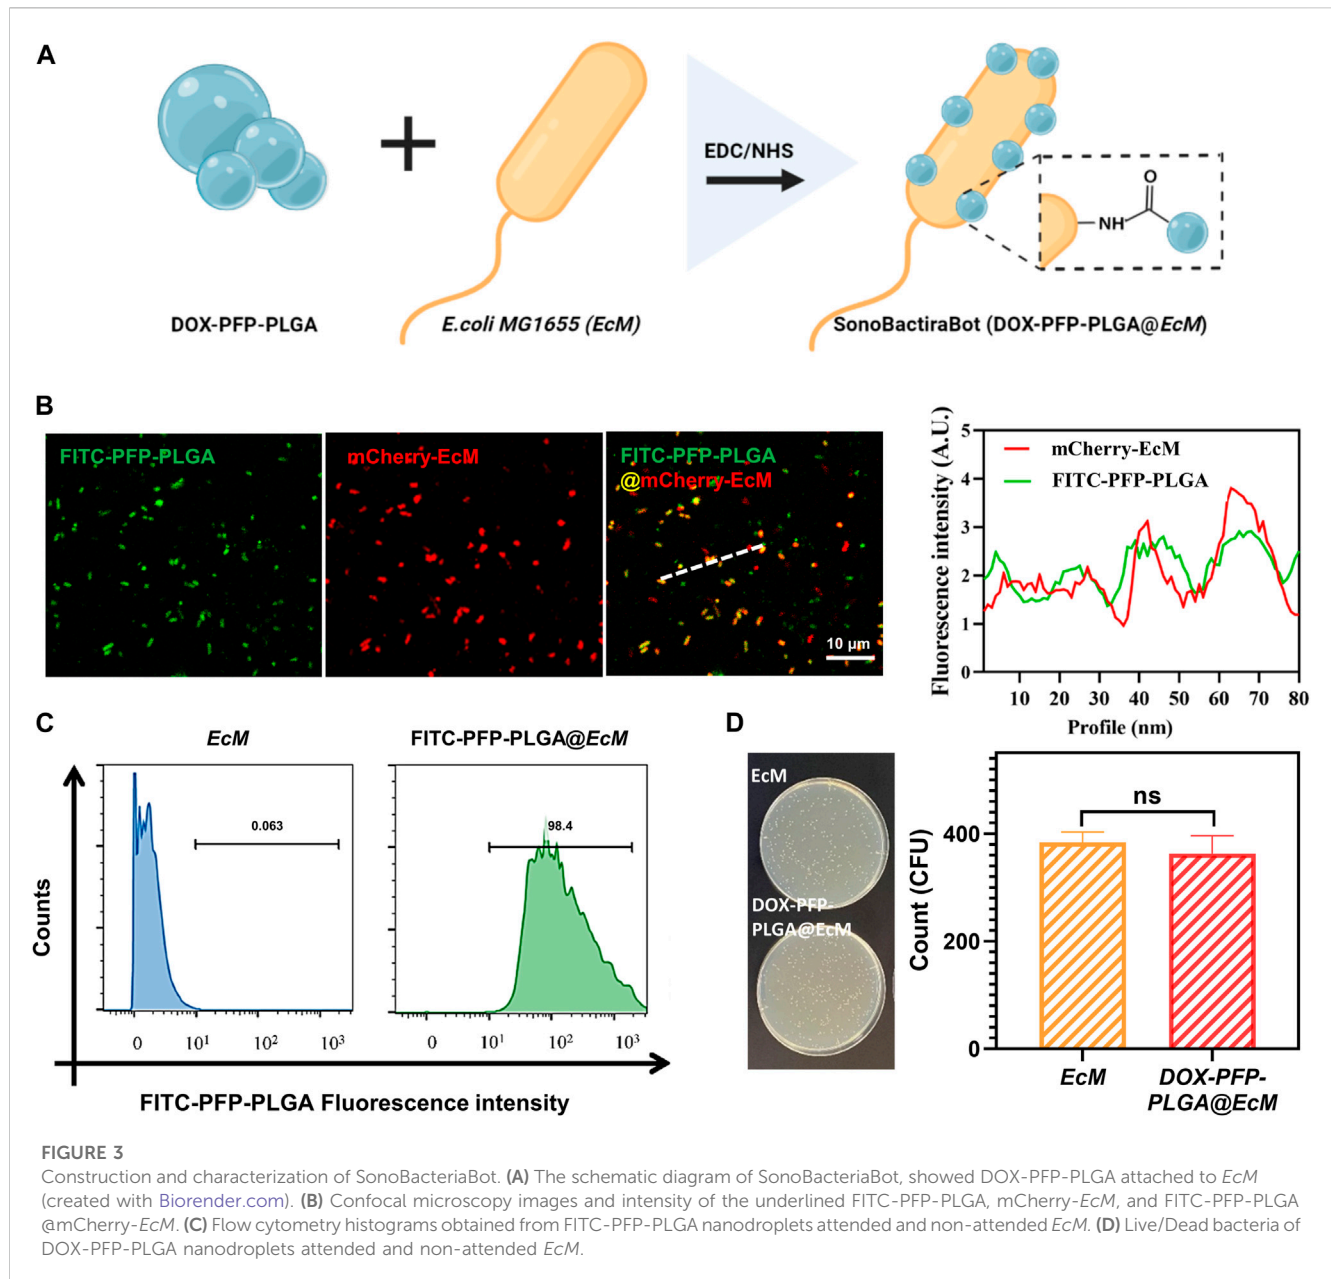 A
EDC/NHS
O
NH
DOX-PFP-PLGA
E.coli MG1655 (EcM)
SonoBactiraBot (DOX-PFP-PLGA@EcM)
B
FITC-PFP-PLGA
mCherry-EcM
FITC-PFP-PLGA
@mCherry-EcM
10 µm
Fluorescence intensity (A.U.)
5
4
3
2
1
0
mCherry-EcM
FITC-PFP-PLGA
10 20 30 40 50 60 70 80
Profile (nm)
C
EcM
FITC-PFP-PLGA@EcM
Counts
0.063
98.4
0 10¹ 10² 10³
0 10¹ 10² 10³
FITC-PFP-PLGA Fluorescence intensity
D
EcM
DOX-PFP-
PLGA@EcM
Count (CFU)
400
200
0
ns
EcM
DOX-PFP-
PLGA@EcM
FIGURE 3
Construction and characterization of SonoBacteriaBot. (A) The schematic diagram of SonoBacteriaBot, showed DOX-PFP-PLGA attached to EcM
(created with Biorender.com). (B) Confocal microscopy images and intensity of the underlined FITC-PFP-PLGA, mCherry-EcM, and FITC-PFP-PLGA
@mCherry-EcM. (C) Flow cytometry histograms obtained from FITC-PFP-PLGA nanodroplets attended and non-attended EcM. (D) Live/Dead bacteria of
DOX-PFP-PLGA nanodroplets attended and non-attended EcM.